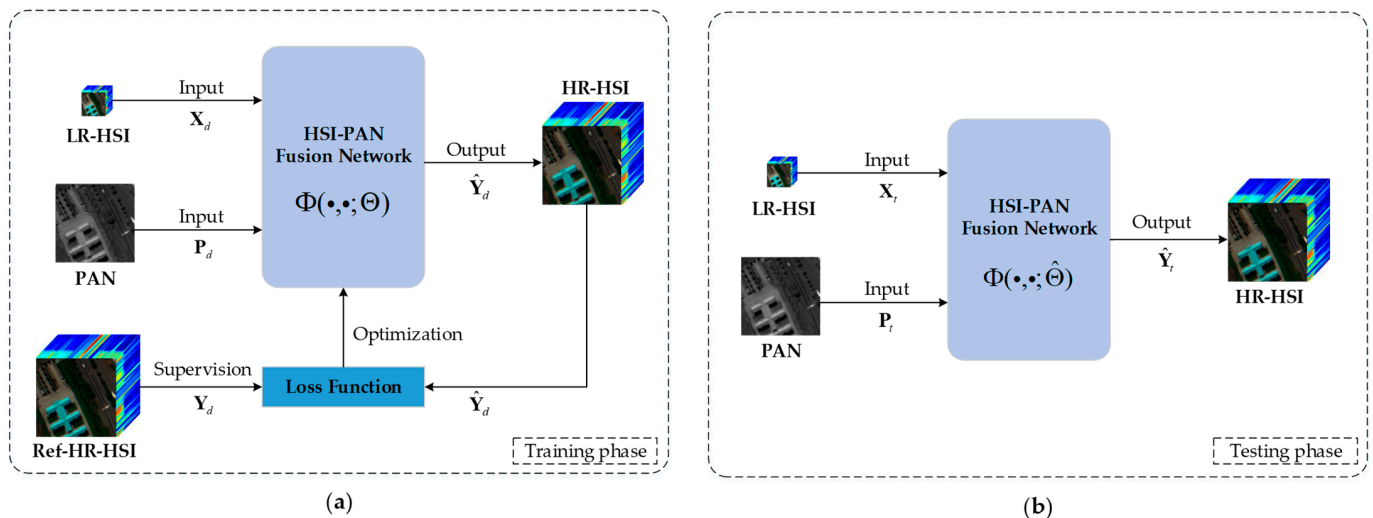 Input
X_d
LR-HSI
Input
P_d
PAN
HSI-PAN
Fusion Network
Φ(•,•;Θ)
Output
Ŷ_d
HR-HSI
Optimization
Supervision
Y_d
Ref-HR-HSI
Loss Function
Ŷ_d
Training phase
(a)
Input
X_t
LR-HSI
Input
P_t
PAN
HSI-PAN
Fusion Network
Φ(•,•;Θ̂)
Output
Ŷ_t
HR-HSI
Testing phase
(b)